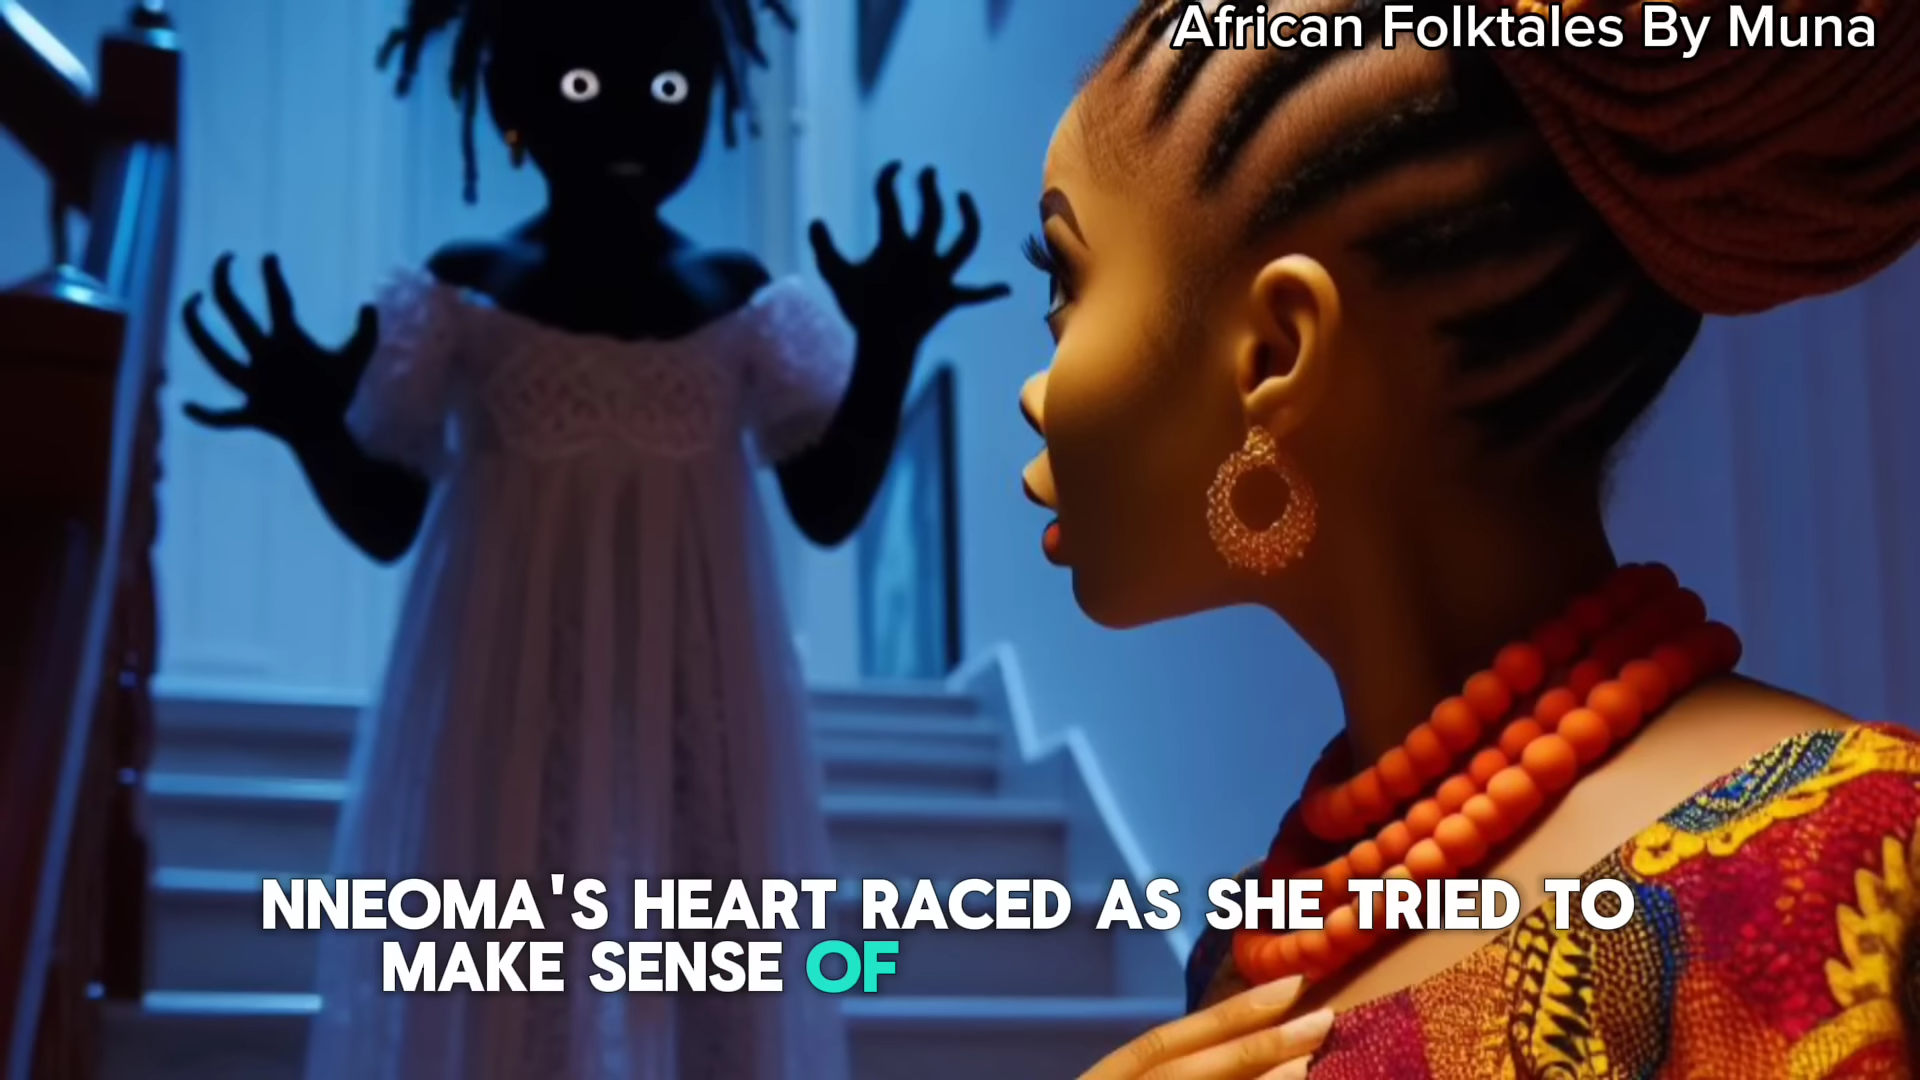 African Folktales By Muna
NNEOMA'S HEART RACED AS SHE TRIED TO
MAKE SENSE OF